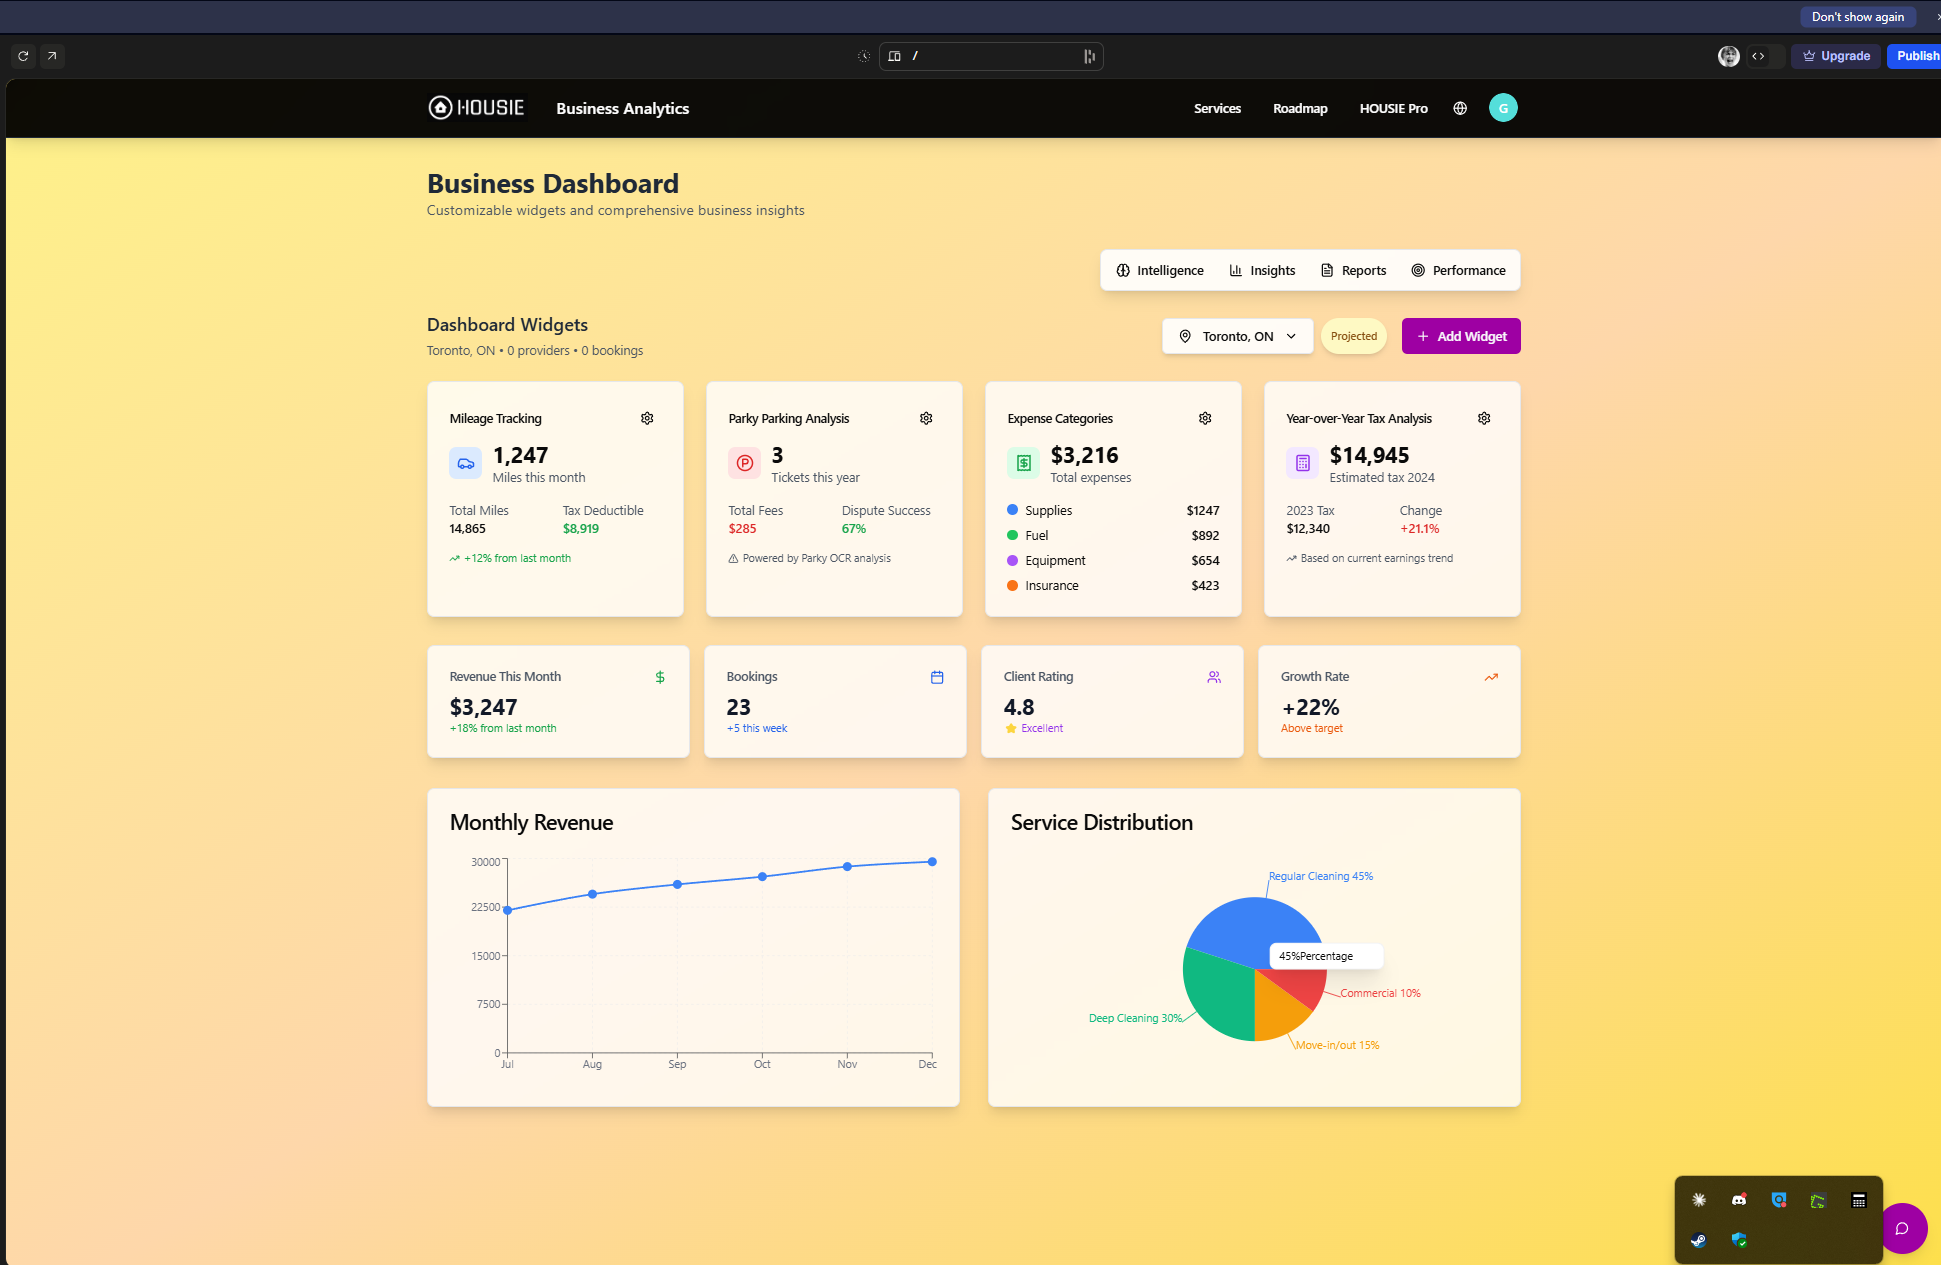 Don't show again
/
Upgrade
Publish
HOUSIE
Business Analytics
Services
Roadmap
HOUSIE Pro
G
Business Dashboard
Customizable widgets and comprehensive business insights
Intelligence
Insights
Reports
Performance
Dashboard Widgets
Toronto, ON • 0 providers • 0 bookings
Toronto, ON
Projected
+ Add Widget
Mileage Tracking
1,247
Miles this month
Total Miles
14,865
Tax Deductible
$8,919
+12% from last month
Parky Parking Analysis
P
3
Tickets this year
Total Fees
$285
Dispute Success
67%
Powered by Parky OCR analysis
Expense Categories
$3,216
Total expenses
Supplies $1247
Fuel $892
Equipment $654
Insurance $423
Year-over-Year Tax Analysis
$14,945
Estimated tax 2024
2023 Tax
$12,340
Change
+21.1%
Based on current earnings trend
Revenue This Month
$
$3,247
+18% from last month
Bookings
23
+5 this week
Client Rating
4.8
Excellent
Growth Rate
+22%
Above target
Monthly Revenue
30000
22500
15000
7500
0
Jul Aug Sep Oct Nov Dec
Service Distribution
Regular Cleaning 45%
45%Percentage
Commercial 10%
Deep Cleaning 30%
Move-in/out 15%